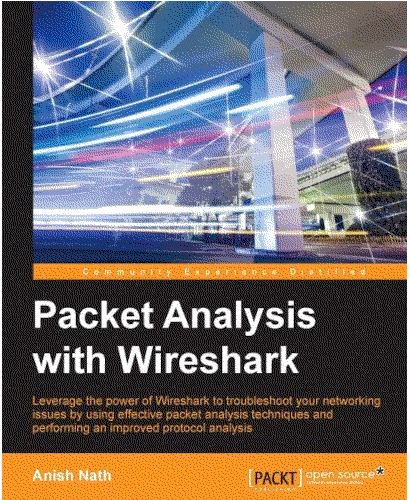 Community Experience Distilled
Packet Analysis
with Wireshark
Leverage the power of Wireshark to troubleshoot your networking
issues by using effective packet analysis techniques and
performing an improved protocol analysis
Anish Nath
[PACKT] open source*
PUBLISHING